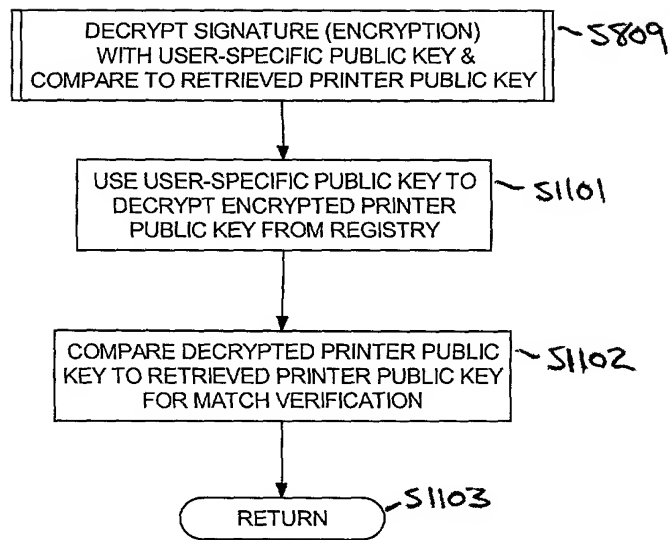 DECRYPT SIGNATURE (ENCRYPTION)
WITH USER-SPECIFIC PUBLIC KEY &
COMPARE TO RETRIEVED PRINTER PUBLIC KEY
S809
USE USER-SPECIFIC PUBLIC KEY TO
DECRYPT ENCRYPTED PRINTER
PUBLIC KEY FROM REGISTRY
S1101
COMPARE DECRYPTED PRINTER PUBLIC
KEY TO RETRIEVED PRINTER PUBLIC KEY
FOR MATCH VERIFICATION
S1102
RETURN
S1103